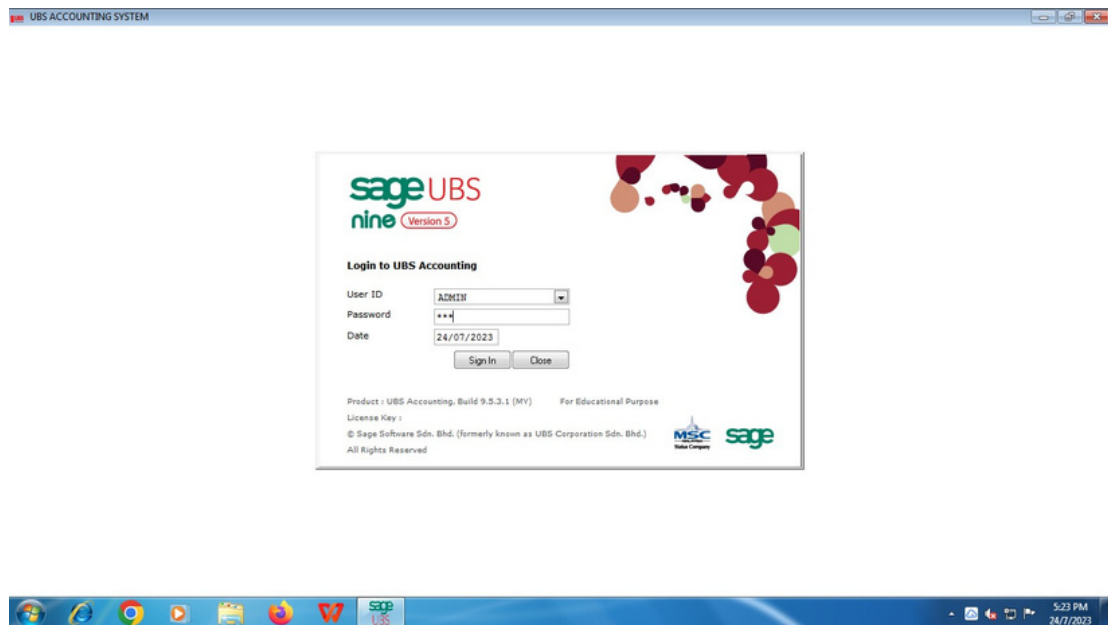 UBS UBS ACCOUNTING SYSTEM
sage UBS
nine Version 5
Login to UBS Accounting
User ID ADMIN
Password ***
Date 24/07/2023
Sign In Close
Product : UBS Accounting, Build 9.5.3.1 (MY) For Educational Purpose
License Key :
© Sage Software Sdn. Bhd. (formerly known as UBS Corporation Sdn. Bhd.)
All Rights Reserved
MSC
Status Company
sage
sage
UBS
5:23 PM
24/7/2023